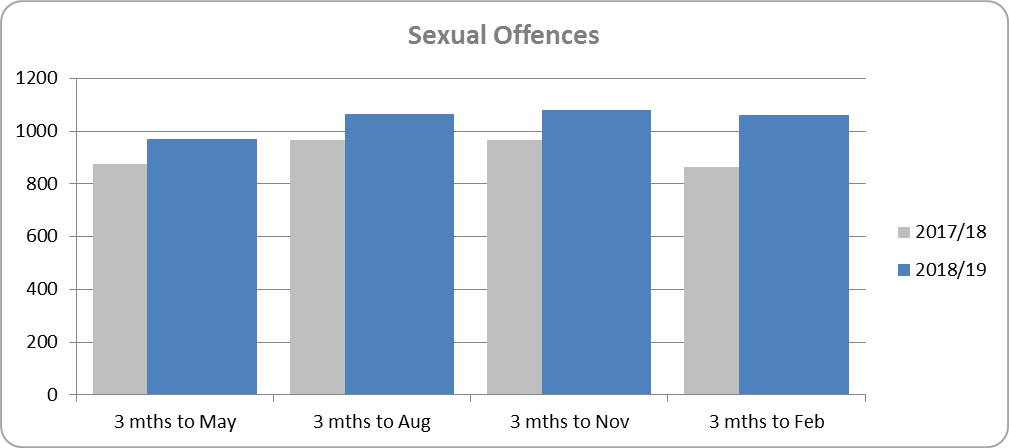 Sexual Offences
1200
1000
800
600
400
200
0
3 mths to May
3 mths to Aug
3 mths to Nov
3 mths to Feb
2017/18
2018/19